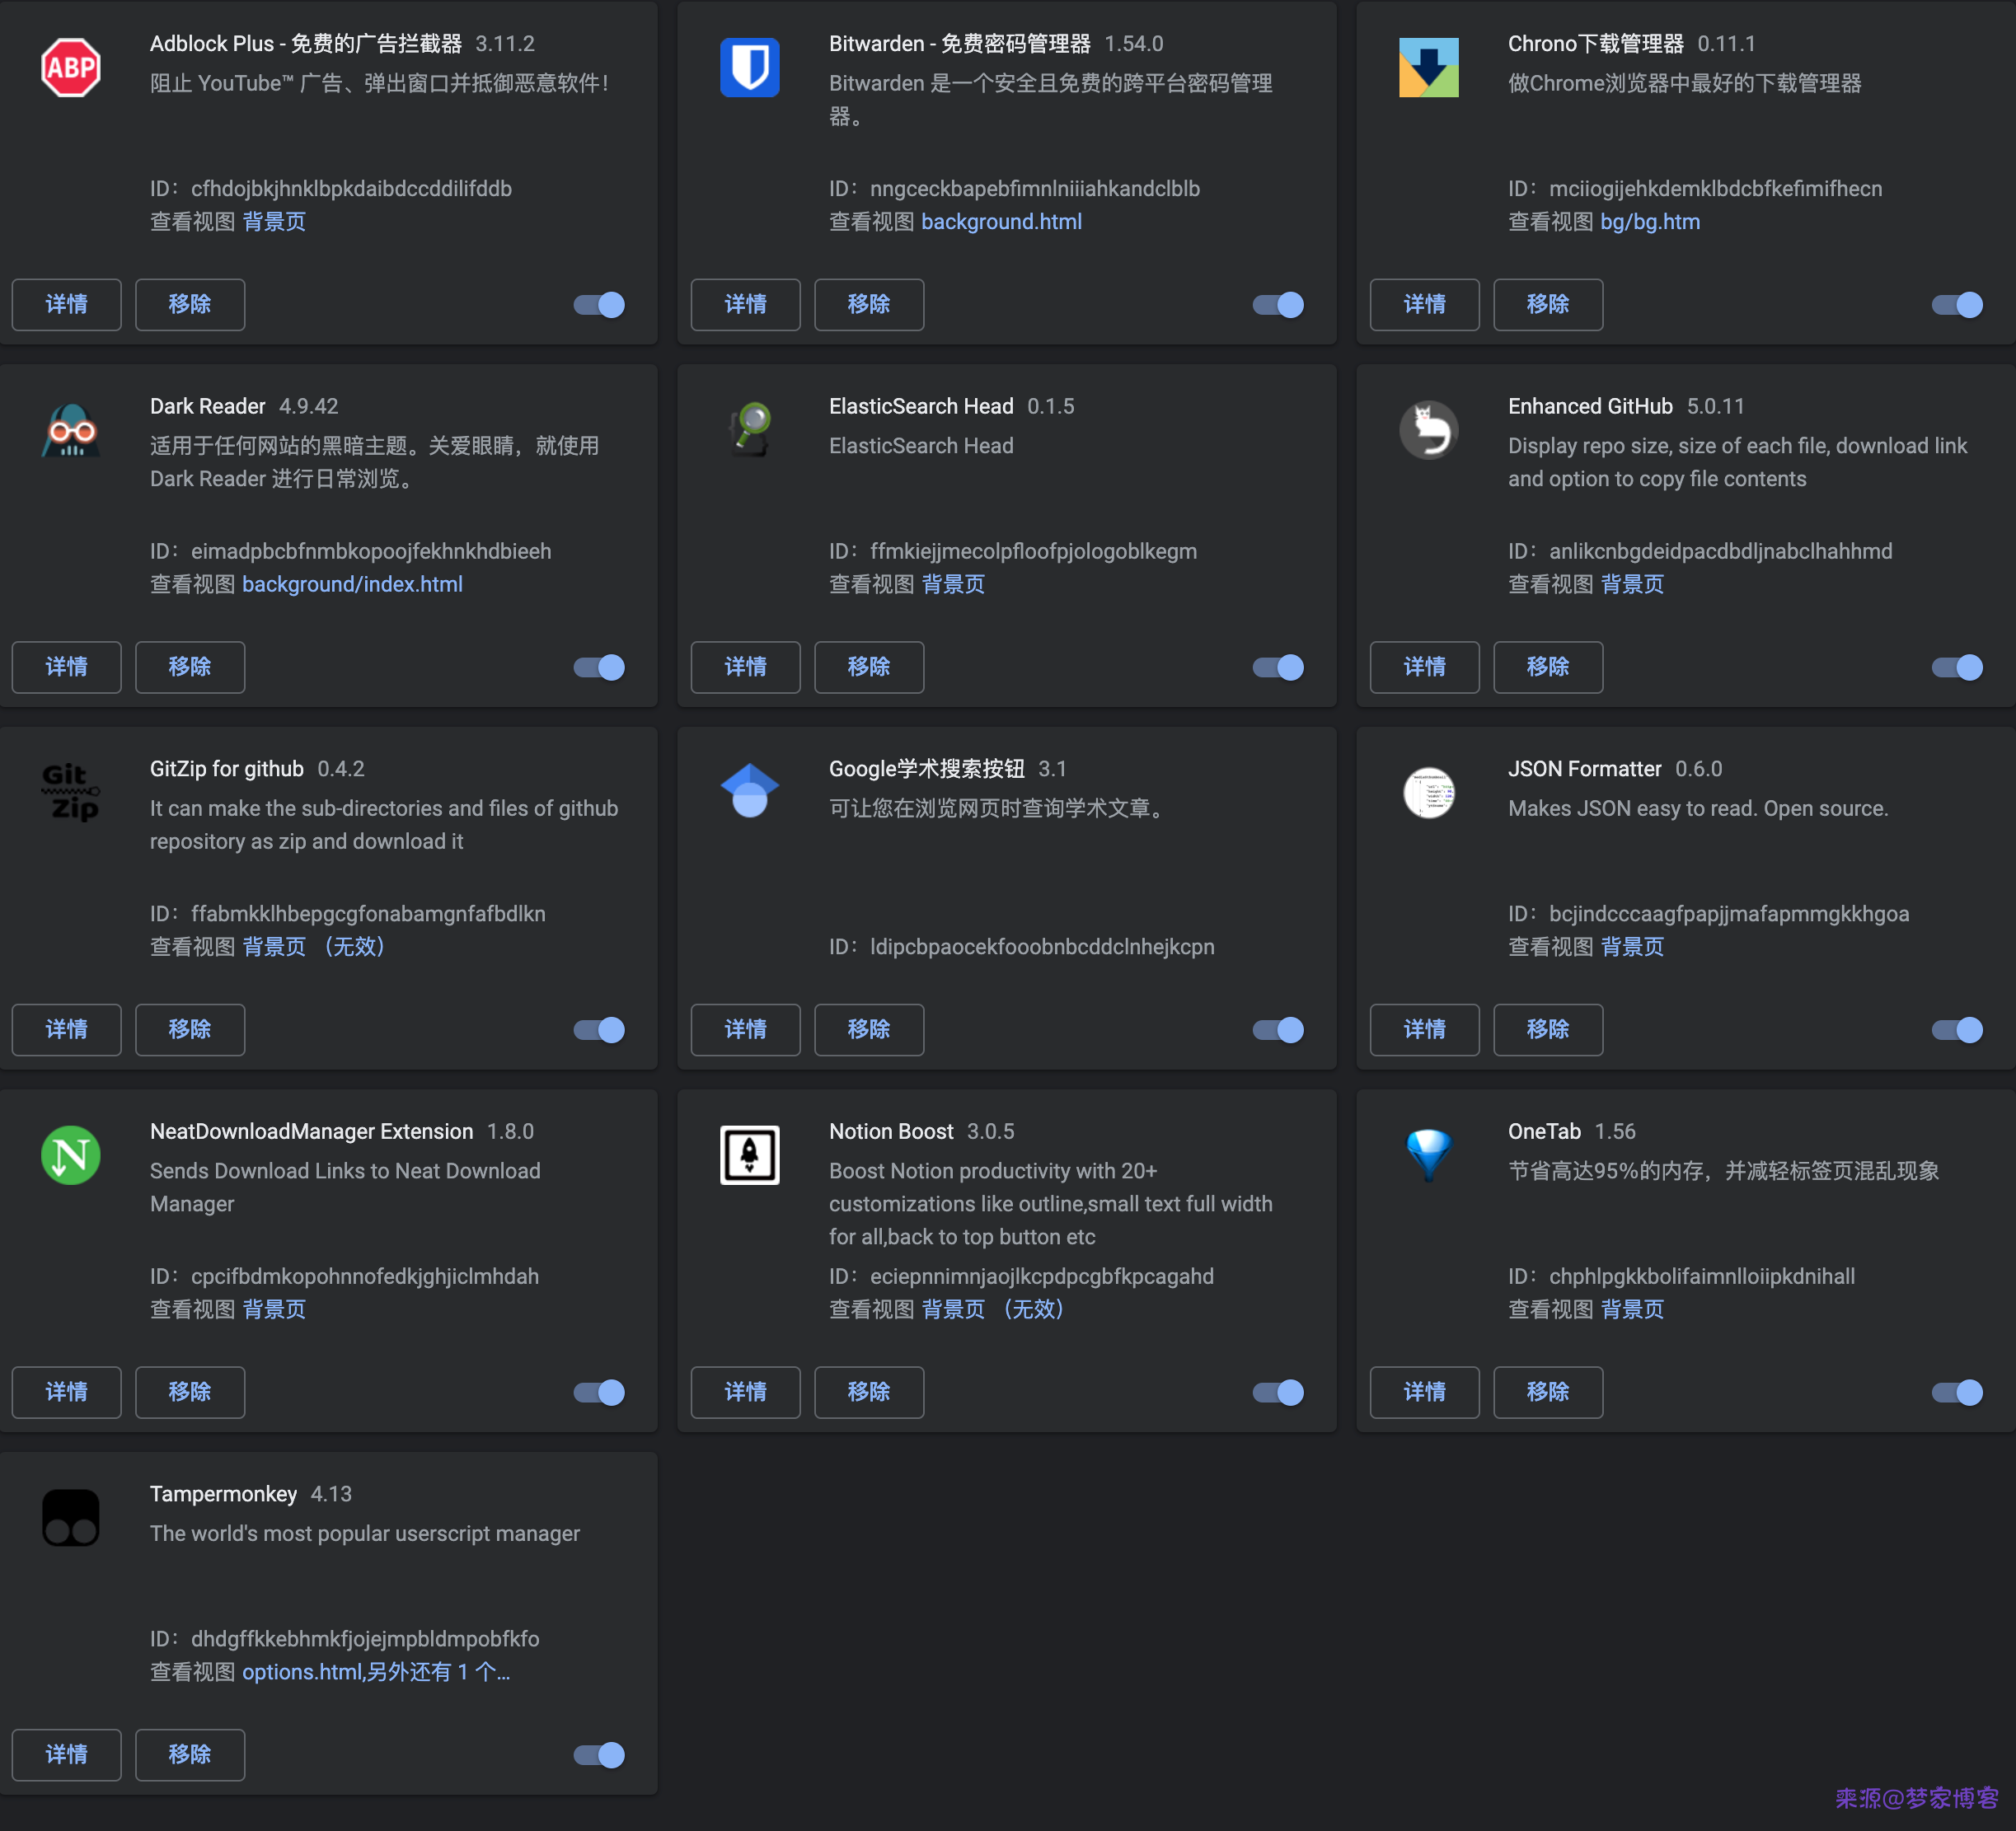 ABP
Adblock Plus - 免费的广告拦截器 3.11.2
阻止 YouTube™ 广告、弹出窗口并抵御恶意软件！
ID： cfhdojbkjhnklbpkdaibdccddilifddb
查看视图 背景页
详情 移除
Bitwarden - 免费密码管理器 1.54.0
Bitwarden 是一个安全且免费的跨平台密码管理
器。
ID： nngceckbapebfimnlniiiahkandclblb
查看视图 background.html
详情 移除
Chrono下载管理器 0.11.1
做Chrome浏览器中最好的下载管理器
ID： mciiogijehkdemklbdcbfkefimifhecn
查看视图 bg/bg.htm
详情 移除
Dark Reader 4.9.42
适用于任何网站的黑暗主题。关爱眼睛，就使用
Dark Reader 进行日常浏览。
ID： eimadpbcbfnmbkopoojfekhnkhdbieeh
查看视图 background/index.html
详情 移除
ElasticSearch Head 0.1.5
ElasticSearch Head
ID： ffmkiejjmecolpfloofpjologoblkegm
查看视图 背景页
详情 移除
Enhanced GitHub 5.0.11
Display repo size, size of each file, download link
and option to copy file contents
ID： anlikcnbgdeidpacdbdljnabclhahhmd
查看视图 背景页
详情 移除
Git
Zip
GitZip for github 0.4.2
It can make the sub-directories and files of github
repository as zip and download it
ID： ffabmkklhbepgcgfonabamgnfafbdlkn
查看视图 背景页 （无效）
详情 移除
Google学术搜索按钮 3.1
可让您在浏览网页时查询学术文章。
ID： ldipcbpaocekfooobnbcddclnhejkcpn
详情 移除
JSON Formatter 0.6.0
Makes JSON easy to read. Open source.
ID： bcjindcccaagfpapjjmafapmmgkkhgoa
查看视图 背景页
详情 移除
N
NeatDownloadManager Extension 1.8.0
Sends Download Links to Neat Download
Manager
ID： cpcifbdmkopohnnofedkjghjiclmhdah
查看视图 背景页
详情 移除
Notion Boost 3.0.5
Boost Notion productivity with 20+
customizations like outline,small text full width
for all,back to top button etc
ID： eciepnnimnjaojlkcpdpcgbfkpcagahd
查看视图 背景页 （无效）
详情 移除
OneTab 1.56
节省高达95%的内存，并减轻标签页混乱现象
ID： chphlpgkkbolifaimnlloiipkdnihall
查看视图 背景页
详情 移除
Tampermonkey 4.13
The world's most popular userscript manager
ID： dhdgffkkebhmkfjojejmpbldmpobfkfo
查看视图 options.html,另外还有 1 个...
详情 移除
来源@梦家博客